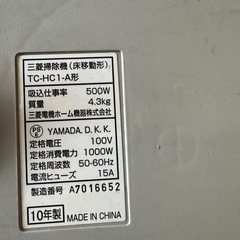 三菱掃除機(床移動形)
TC-HC1-A形
吸込仕事率 500W
質量 4.3kg
三菱電機ホーム機器株式会社
PS E YAMADA. D. K. K.
定格電圧 100V
定格消費電力 1000W
定格周波数 50-60Hz
電流ヒューズ 15A
製造番号 A7016652
10年製 MADE IN CHINA